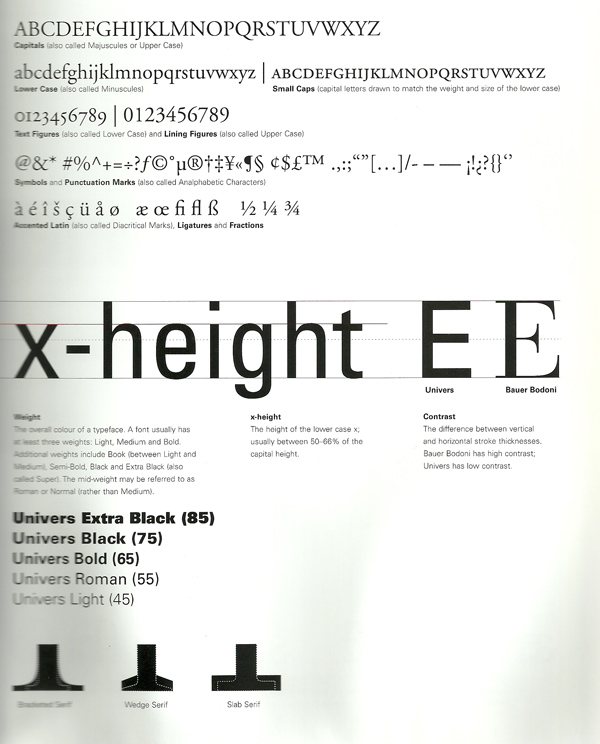 ABCDEFGHIJKLMNOPQRSTUVWXYZ
Capitals (also called Majuscules or Upper Case)
abcdefghijklmnopqrstuvwxyz | ABCDEFGHIJKLMNOPQRSTUVWXYZ
Lower Case (also called Minuscules) Small Caps (capital letters drawn to match the weight and size of the lower case)
0123456789 | 0123456789
Text Figures (also called Lower Case) and Lining Figures (also called Upper Case)
@&* #%^+=÷?ƒ©°µ®†‡¥«¶§ ¢$£™ .,:;“”[…]/- – — ¡!¿?{}‘’
Symbols and Punctuation Marks (also called Analphabetic Characters)
à é î š ç ü å ø æ œ ﬁ ﬂ ß ½ ¼ ¾
Accented Latin (also called Diacritical Marks), Ligatures and Fractions
x-height E E
Univers Bauer Bodoni
Weight
The overall colour of a typeface. A font usually has
at least three weights: Light, Medium and Bold.
Additional weights include Book (between Light and
Medium), Semi-Bold, Black and Extra Black (also
called Super). The mid-weight may be referred to as
Roman or Normal (rather than Medium).
x-height
The height of the lower case x;
usually between 50–66% of the
capital height.
Contrast
The difference between vertical
and horizontal stroke thicknesses.
Bauer Bodoni has high contrast;
Univers has low contrast.
Univers Extra Black (85)
Univers Black (75)
Univers Bold (65)
Univers Roman (55)
Univers Light (45)
Bracketed Serif Wedge Serif Slab Serif